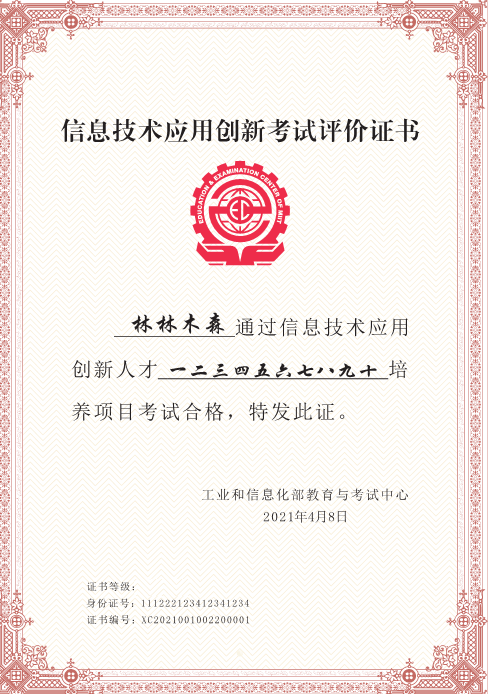 信息技术应用创新考试评价证书
EDUCATION & EXAMINATION CENTER OF MIIT
EC
林林木森 通过信息技术应用
创新人才 一二三四五六七八九十 培
养项目考试合格，特发此证。
工业和信息化部教育与考试中心
2021年4月8日
证书等级：
身份证号：111222123412341234
证书编号：XC2021001002200001